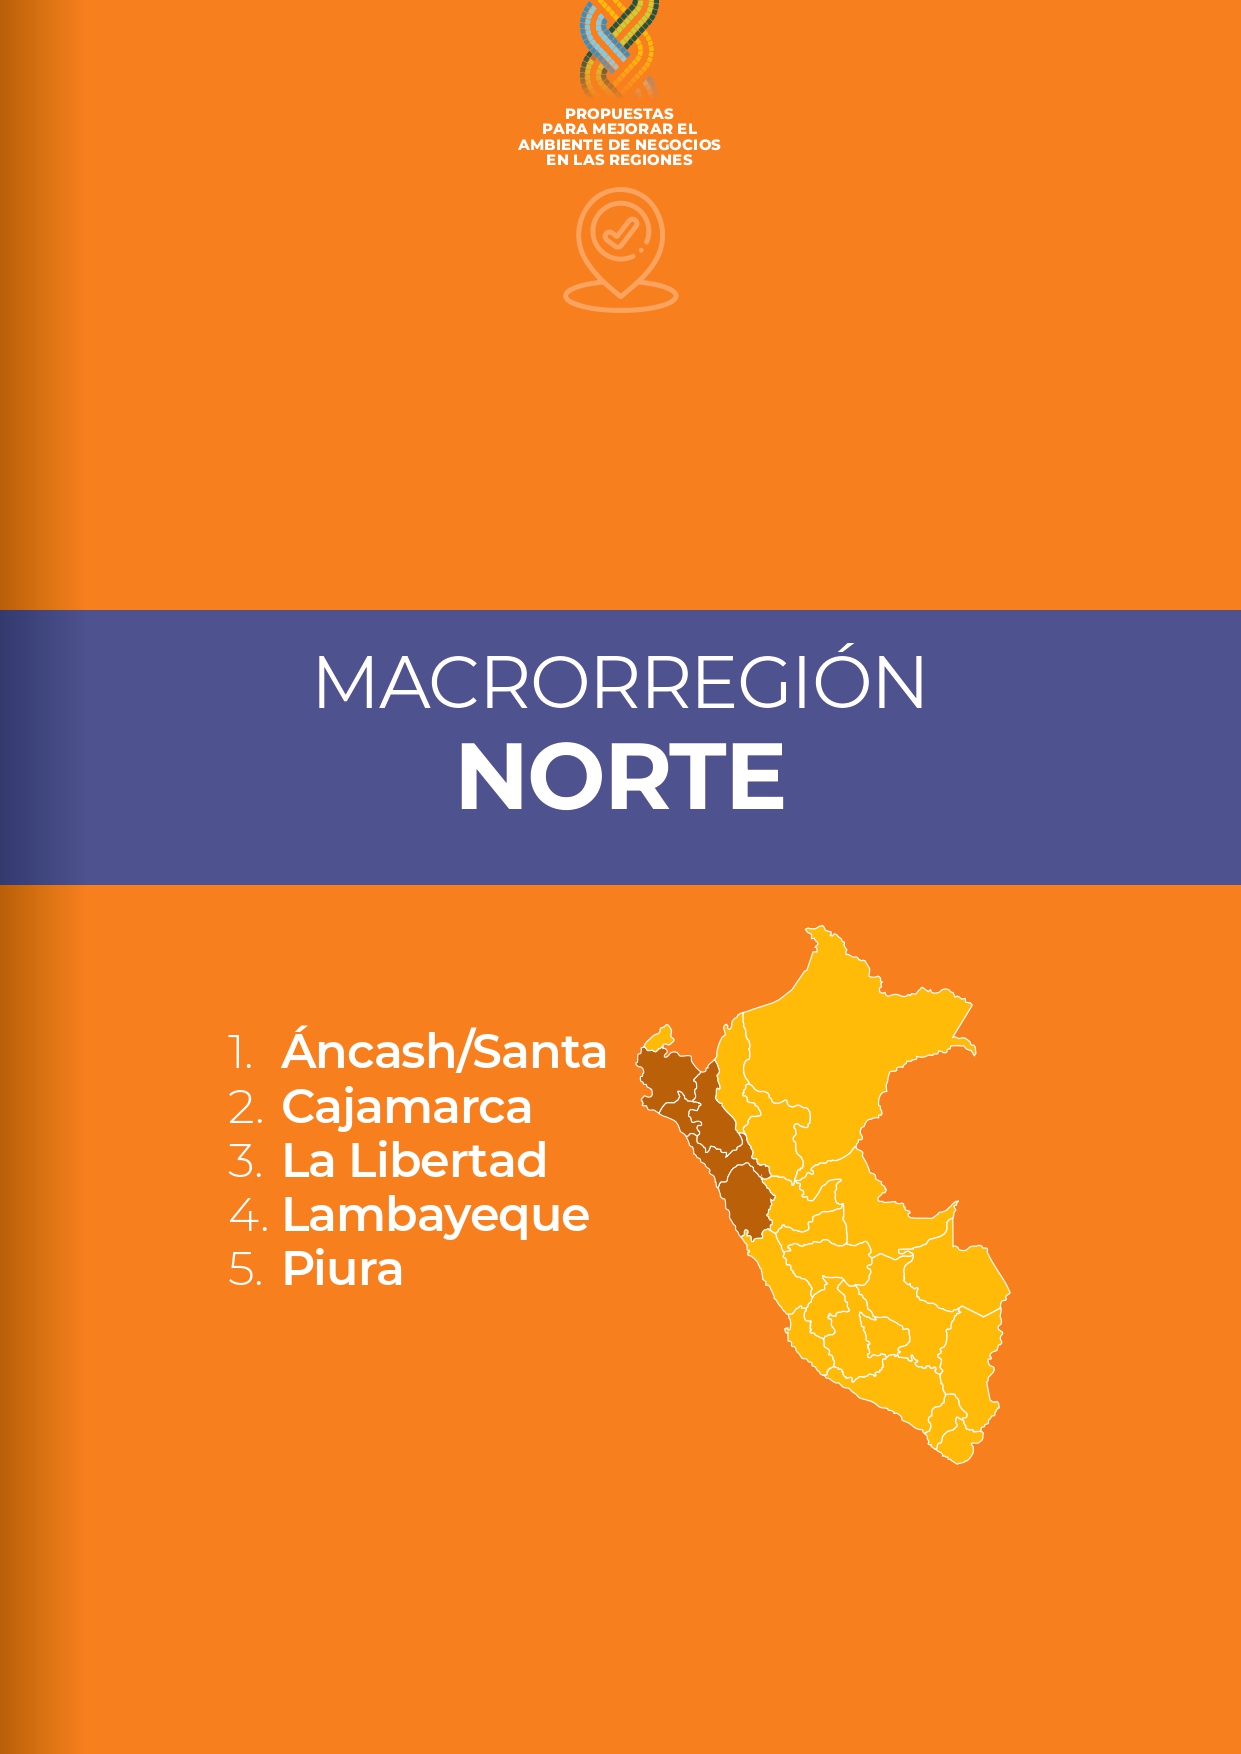 PROPUESTAS
PARA MEJORAR EL
AMBIENTE DE NEGOCIOS
EN LAS REGIONES
MACRORREGIÓN
NORTE
1. Áncash/Santa
2. Cajamarca
3. La Libertad
4. Lambayeque
5. Piura